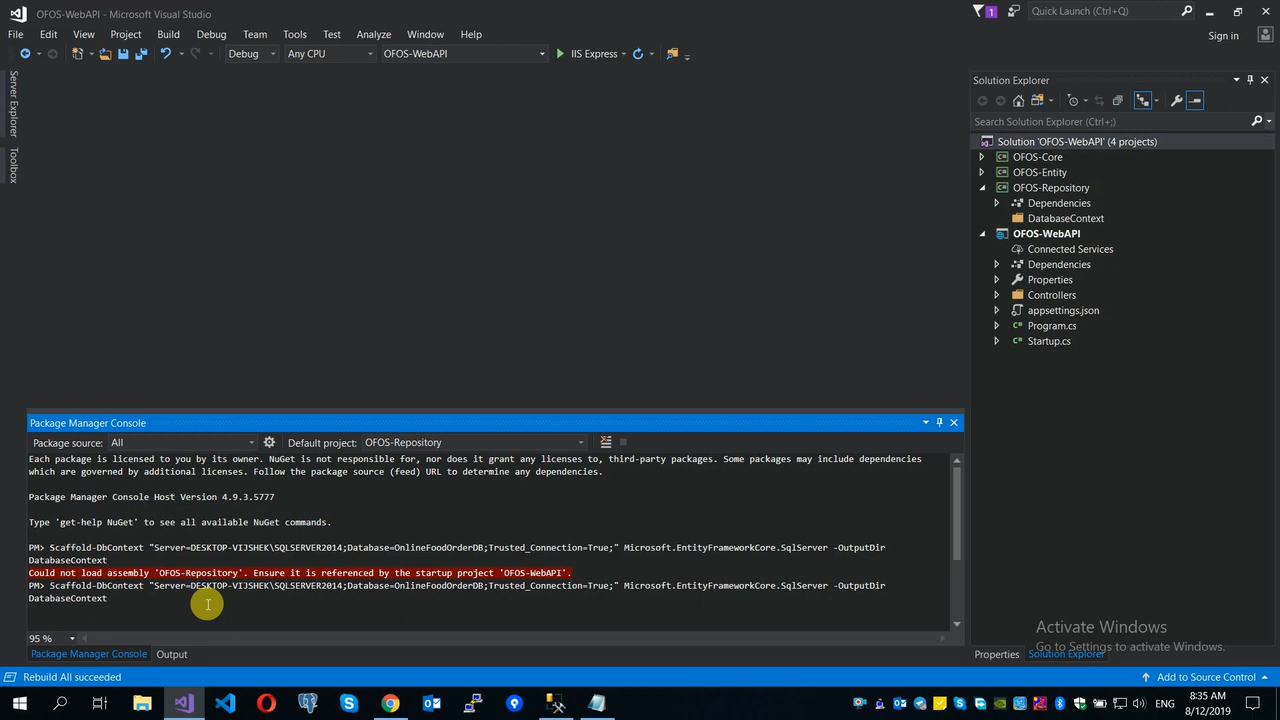 OFOS-WebAPI - Microsoft Visual Studio
1
Quick Launch (Ctrl+Q)
File Edit View Project Build Debug Team Tools Test Analyze Window Help
Sign in
Debug Any CPU OFOS-WebAPI IIS Express
Server Explorer
Toolbox
Solution Explorer
Search Solution Explorer (Ctrl+;)
Solution 'OFOS-WebAPI' (4 projects)
OFOS-Core
OFOS-Entity
OFOS-Repository
Dependencies
DatabaseContext
OFOS-WebAPI
Connected Services
Dependencies
Properties
Controllers
appsettings.json
Program.cs
Startup.cs
Package Manager Console
Package source: All Default project: OFOS-Repository
Each package is licensed to you by its owner. NuGet is not responsible for, nor does it grant any licenses to, third-party packages. Some packages may include dependencies
which are governed by additional licenses. Follow the package source (feed) URL to determine any dependencies.
Package Manager Console Host Version 4.9.3.5777
Type 'get-help NuGet' to see all available NuGet commands.
PM> Scaffold-DbContext "Server=DESKTOP-VIJSHEK\SQLSERVER2014;Database=OnlineFoodOrderDB;Trusted_Connection=True;" Microsoft.EntityFrameworkCore.SqlServer -OutputDir
DatabaseContext
Could not load assembly 'OFOS-Repository'. Ensure it is referenced by the startup project 'OFOS-WebAPI'.
PM> Scaffold-DbContext "Server=DESKTOP-VIJSHEK\SQLSERVER2014;Database=OnlineFoodOrderDB;Trusted_Connection=True;" Microsoft.EntityFrameworkCore.SqlServer -OutputDir
DatabaseContext
95 %
Package Manager Console Output
Activate Windows
Go to Settings to activate Windows.
Properties Solution Explorer
Rebuild All succeeded
Add to Source Control
ENG
8:35 AM
8/12/2019